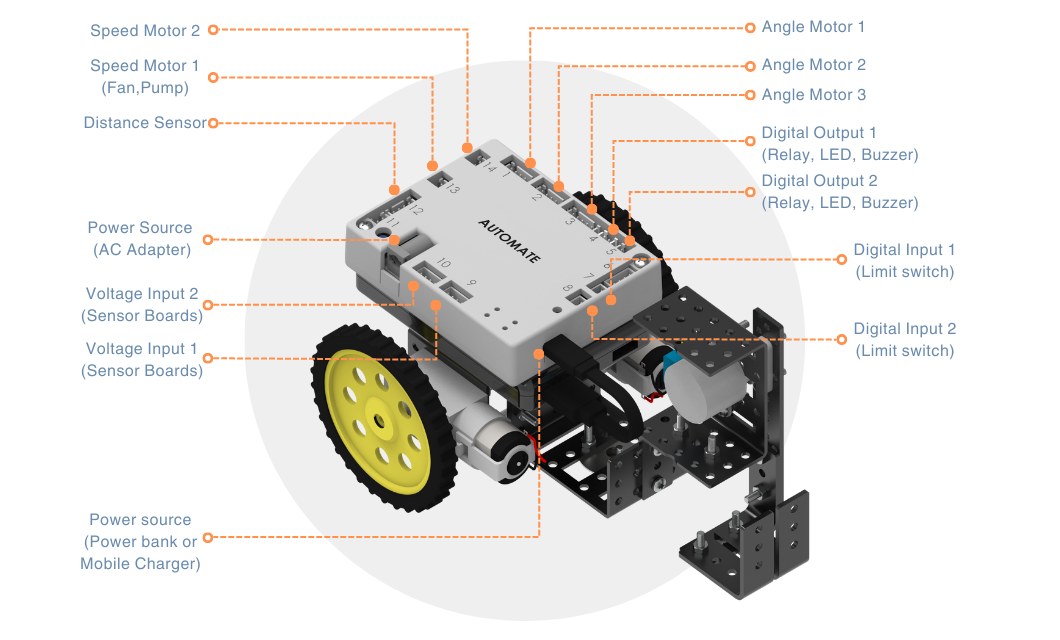 Speed Motor 2
Speed Motor 1
(Fan,Pump)
Distance Sensor
Power Source
(AC Adapter)
Voltage Input 2
(Sensor Boards)
Voltage Input 1
(Sensor Boards)
Power source
(Power bank or
Mobile Charger)
Angle Motor 1
Angle Motor 2
Angle Motor 3
Digital Output 1
(Relay, LED, Buzzer)
Digital Output 2
(Relay, LED, Buzzer)
Digital Input 1
(Limit switch)
Digital Input 2
(Limit switch)
AUTOMATE
1
2
3
4
5
6
7
8
9
10
11
12
13
14